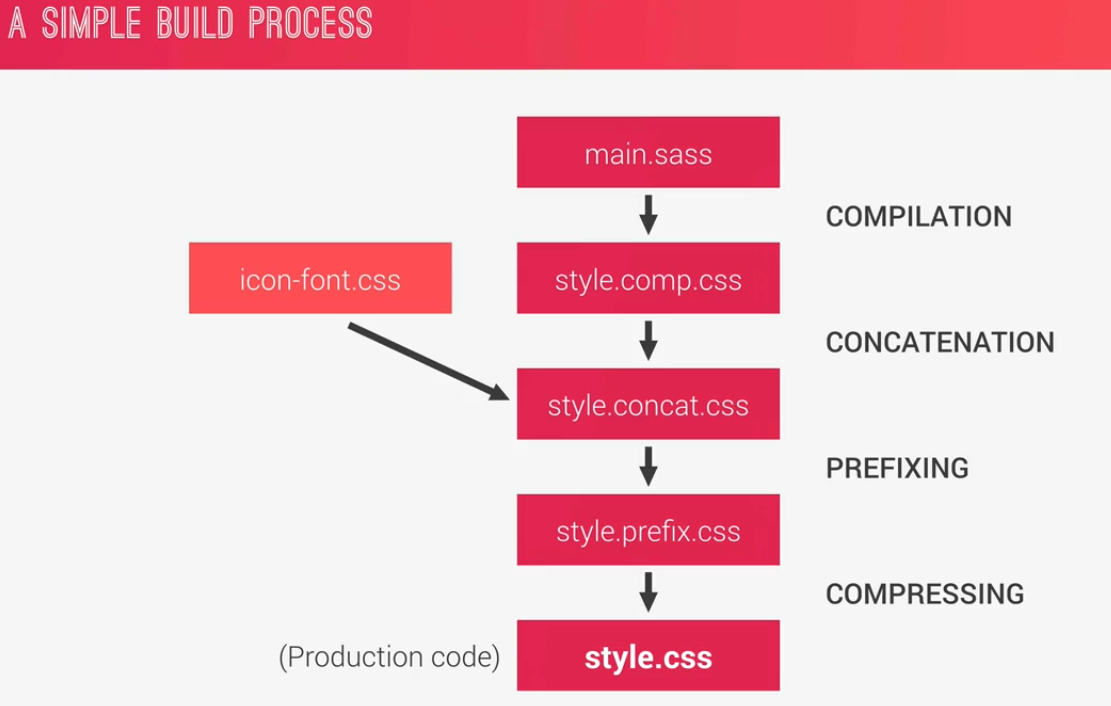 A SIMPLE BUILD PROCESS
main.sass
COMPILATION
icon-font.css
style.comp.css
CONCATENATION
style.concat.css
PREFIXING
style.prefix.css
COMPRESSING
(Production code)
style.css